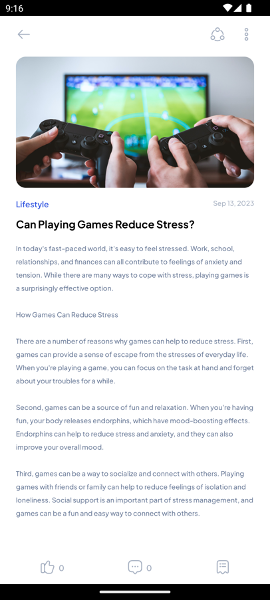 9:16
Lifestyle
Sep 13, 2023
Can Playing Games Reduce Stress?
In today's fast-paced world, it's easy to feel stressed. Work, school,
relationships, and finances can all contribute to feelings of anxiety and
tension. While there are many ways to cope with stress, playing games is
a surprisingly effective option.
How Games Can Reduce Stress
There are a number of reasons why games can help to reduce stress. First,
games can provide a sense of escape from the stresses of everyday life.
When you're playing a game, you can focus on the task at hand and forget
about your troubles for a while.
Second, games can be a source of fun and relaxation. When you're having
fun, your body releases endorphins, which have mood-boosting effects.
Endorphins can help to reduce stress and anxiety, and they can also
improve your overall mood.
Third, games can be a way to socialize and connect with others. Playing
games with friends or family can help to reduce feelings of isolation and
loneliness. Social support is an important part of stress management, and
games can be a fun and easy way to connect with others.
0
0